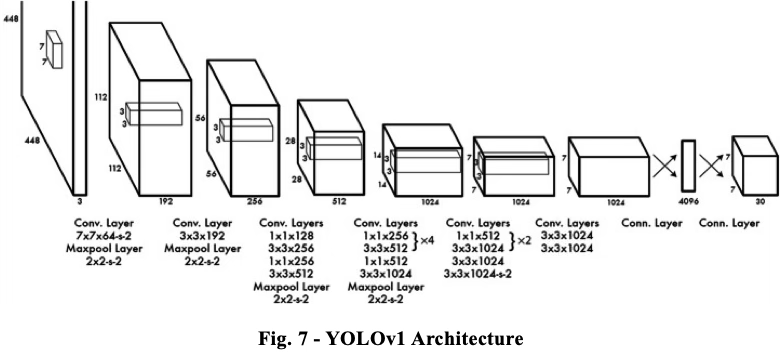 448
7
7
448
3
112
3
3
112
192
56
3
3
56
256
28
3
3
28
512
14
3
3
14
1024
7
3
3
7
1024
7
7
1024
4096
7
7
30
Conv. Layer
7x7x64-s-2
Maxpool Layer
2x2-s-2
Conv. Layer
3x3x192
Maxpool Layer
2x2-s-2
Conv. Layers
1x1x128
3x3x256
1x1x256
3x3x512
Maxpool Layer
2x2-s-2
Conv. Layers
1x1x256
3x3x512 }×4
1x1x512
3x3x1024
Maxpool Layer
2x2-s-2
Conv. Layers
1x1x512
3x3x1024 }×2
3x3x1024
3x3x1024-s-2
Conv. Layers
3x3x1024
3x3x1024
Conn. Layer
Conn. Layer
Fig. 7 - YOLOv1 Architecture